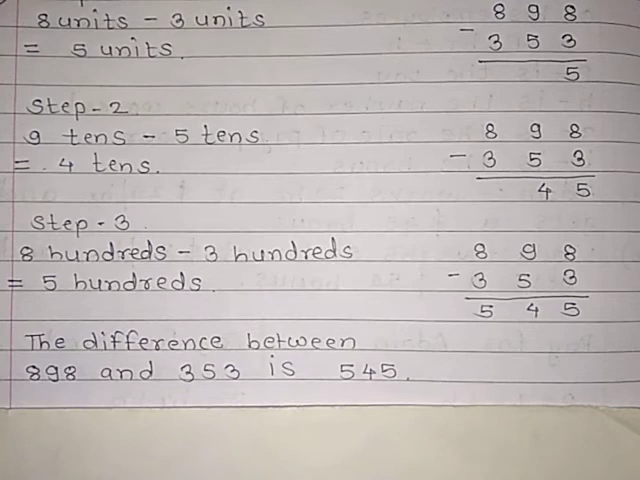 8 units - 3 units
= 5 units.
8 9 8
- 3 5 3
5
Step-2
9 tens - 5 tens
= 4 tens.
8 9 8
- 3 5 3
4 5
Step-3
8 hundreds - 3 hundreds
= 5 hundreds.
8 9 8
- 3 5 3
5 4 5
The difference between
898 and 353 is 545.